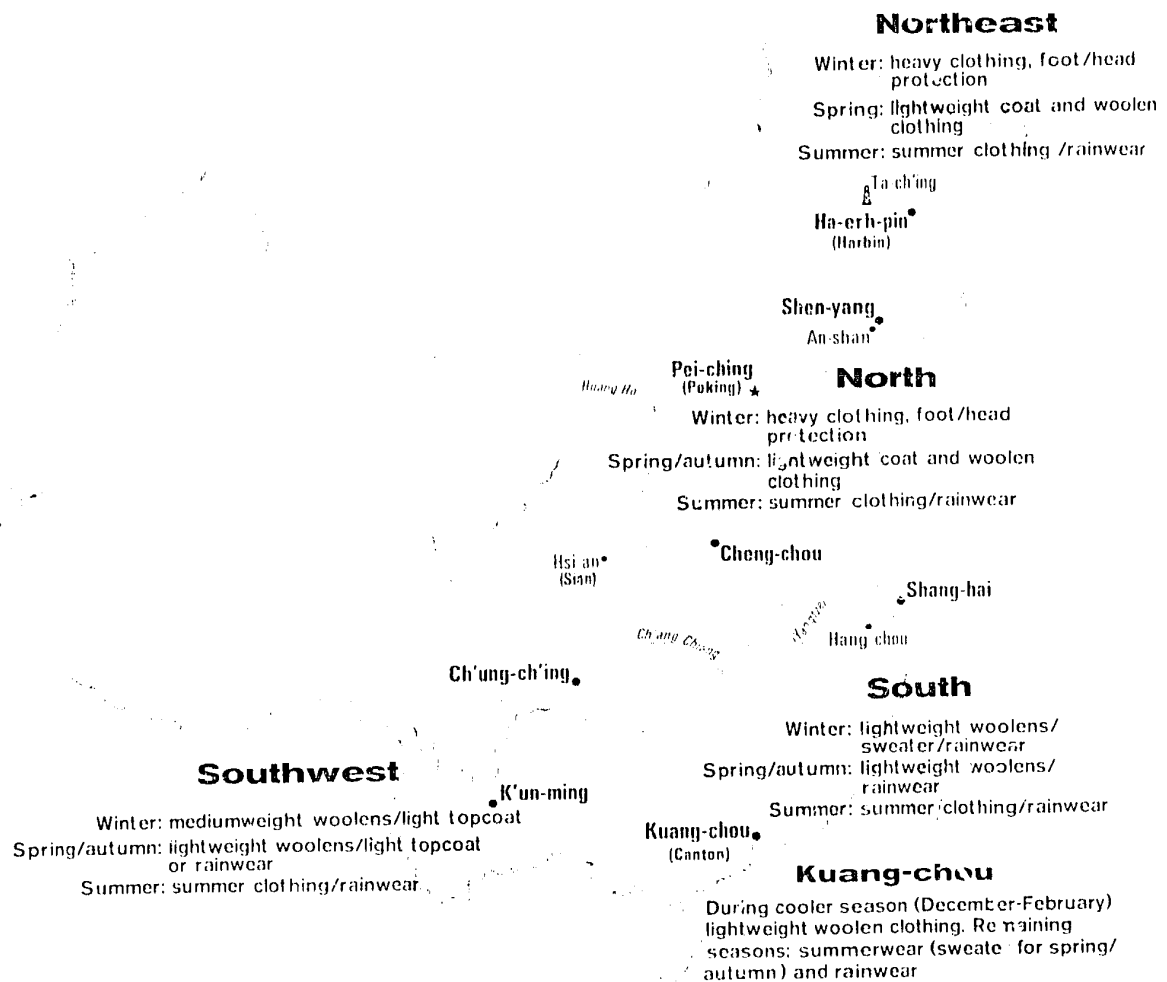 Northeast
Winter: heavy clothing, foot/head
protection
Spring: lightweight coat and woolen
clothing
Summer: summer clothing /rainwear
Ta-ch'ing
Ha-erh-pin
(Harbin)
Shen-yang
An-shan
Pei-ching
(Peking)
Huang Ho
North
Winter: heavy clothing, foot/head
protection
Spring/autumn: lightweight coat and woolen
clothing
Summer: summer clothing/rainwear
Hsi-an
(Sian)
Cheng-chou
Shang-hai
Yangtze
Hang-chou
Ch'ang Chiang
Ch'ung-ch'ing
South
Winter: lightweight woolens/
sweater/rainwear
Spring/autumn: lightweight woolens/
rainwear
Summer: summer clothing/rainwear
Southwest
Winter: mediumweight woolens/light topcoat
Spring/autumn: lightweight woolens/light topcoat
or rainwear
Summer: summer clothing/rainwear
K'un-ming
Kuang-chou
(Canton)
Kuang-chou
During cooler season (December-February)
lightweight woolen clothing. Remaining
seasons: summerwear (sweater for spring/
autumn) and rainwear